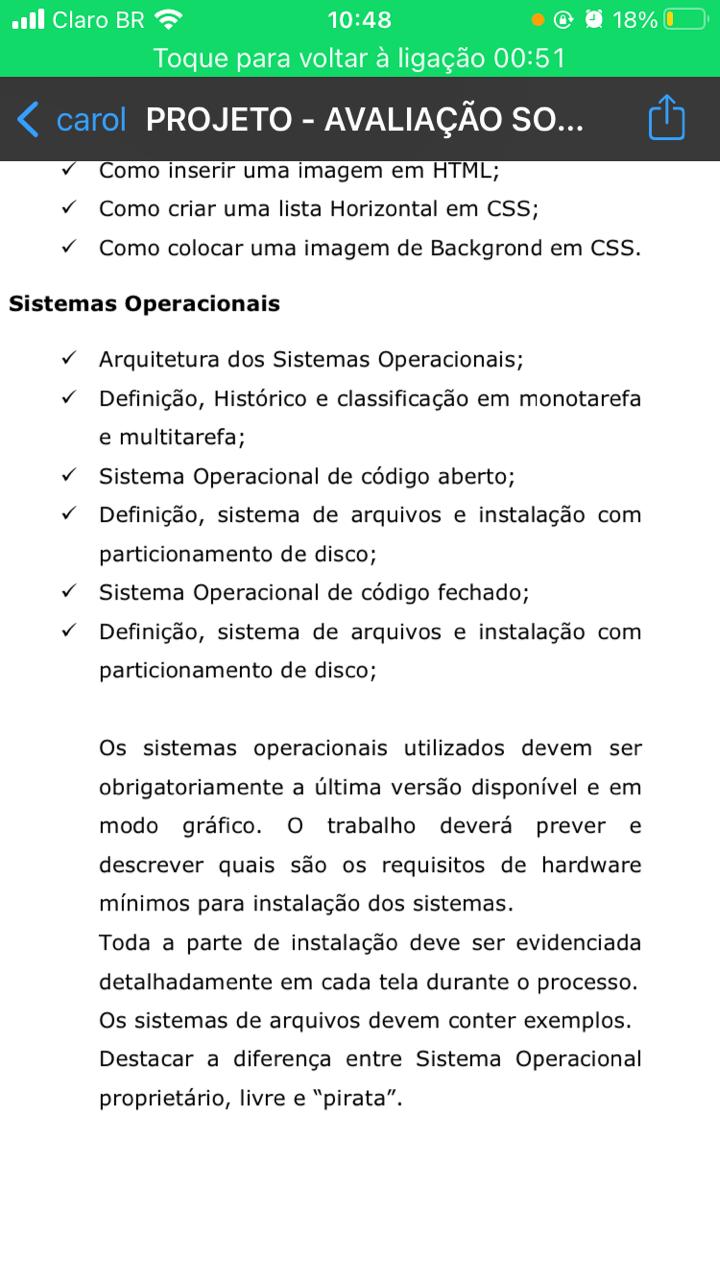 Claro BR 10:48 18%
Toque para voltar à ligação 00:51
carol PROJETO - AVALIAÇÃO SO...
✓ Como inserir uma imagem em HTML;
✓ Como criar uma lista Horizontal em CSS;
✓ Como colocar uma imagem de Backgrond em CSS.
Sistemas Operacionais
✓ Arquitetura dos Sistemas Operacionais;
✓ Definição, Histórico e classificação em monotarefa
e multitarefa;
✓ Sistema Operacional de código aberto;
✓ Definição, sistema de arquivos e instalação com
particionamento de disco;
✓ Sistema Operacional de código fechado;
✓ Definição, sistema de arquivos e instalação com
particionamento de disco;
Os sistemas operacionais utilizados devem ser
obrigatoriamente a última versão disponível e em
modo gráfico. O trabalho deverá prever e
descrever quais são os requisitos de hardware
mínimos para instalação dos sistemas.
Toda a parte de instalação deve ser evidenciada
detalhadamente em cada tela durante o processo.
Os sistemas de arquivos devem conter exemplos.
Destacar a diferença entre Sistema Operacional
proprietário, livre e “pirata”.